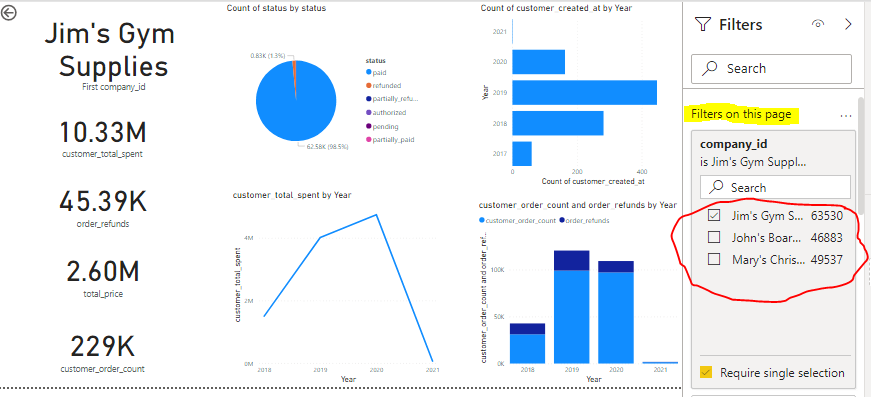 Jim's Gym
Supplies
First company_id
10.33M
customer_total_spent
45.39K
order_refunds
2.60M
total_price
229K
customer_order_count
Count of status by status
0.83K (1.3%)
62.58K (98.5%)
status
paid
refunded
partially_refu...
authorized
pending
partially_paid
customer_total_spent by Year
customer_total_spent
4M
2M
0M
2018 2019 2020 2021
Year
Count of customer_created_at by Year
Year
2021
2020
2019
2018
2017
0 200 400
Count of customer_created_at
customer_order_count and order_refunds by Year
customer_order_count order_refunds
customer_order_count and order_ref...
100K
50K
0K
2018 2019 2020 2021
Year
Filters
Search
Filters on this page
...
company_id
is Jim's Gym Suppl...
Search
Jim's Gym S... 63530
John's Boar... 46883
Mary's Chris... 49537
Require single selection